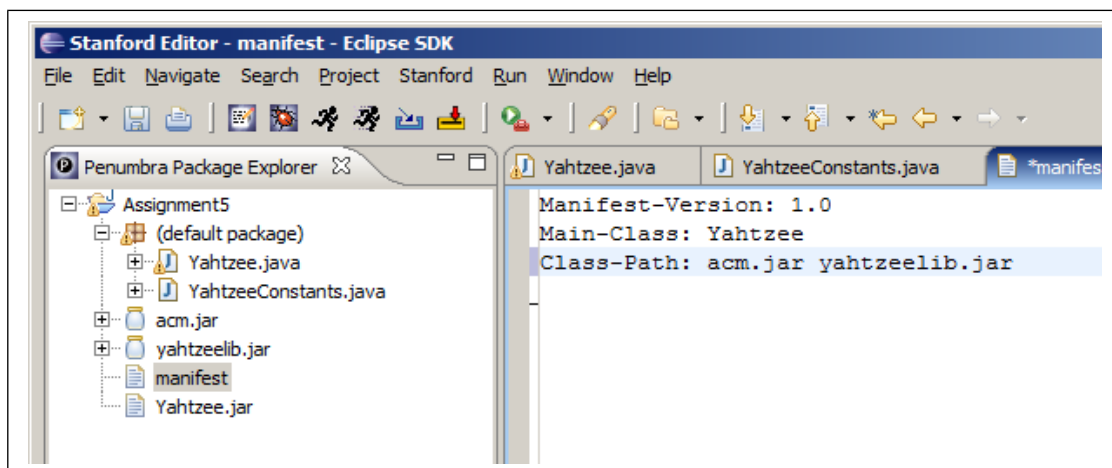 Stanford Editor - manifest - Eclipse SDK
File Edit Navigate Search Project Stanford Run Window Help
Penumbra Package Explorer
Yahtzee.java
YahtzeeConstants.java
*manifes
Assignment5
(default package)
Yahtzee.java
YahtzeeConstants.java
acm.jar
yahtzeelib.jar
manifest
Yahtzee.jar
Manifest-Version: 1.0
Main-Class: Yahtzee
Class-Path: acm.jar yahtzeelib.jar